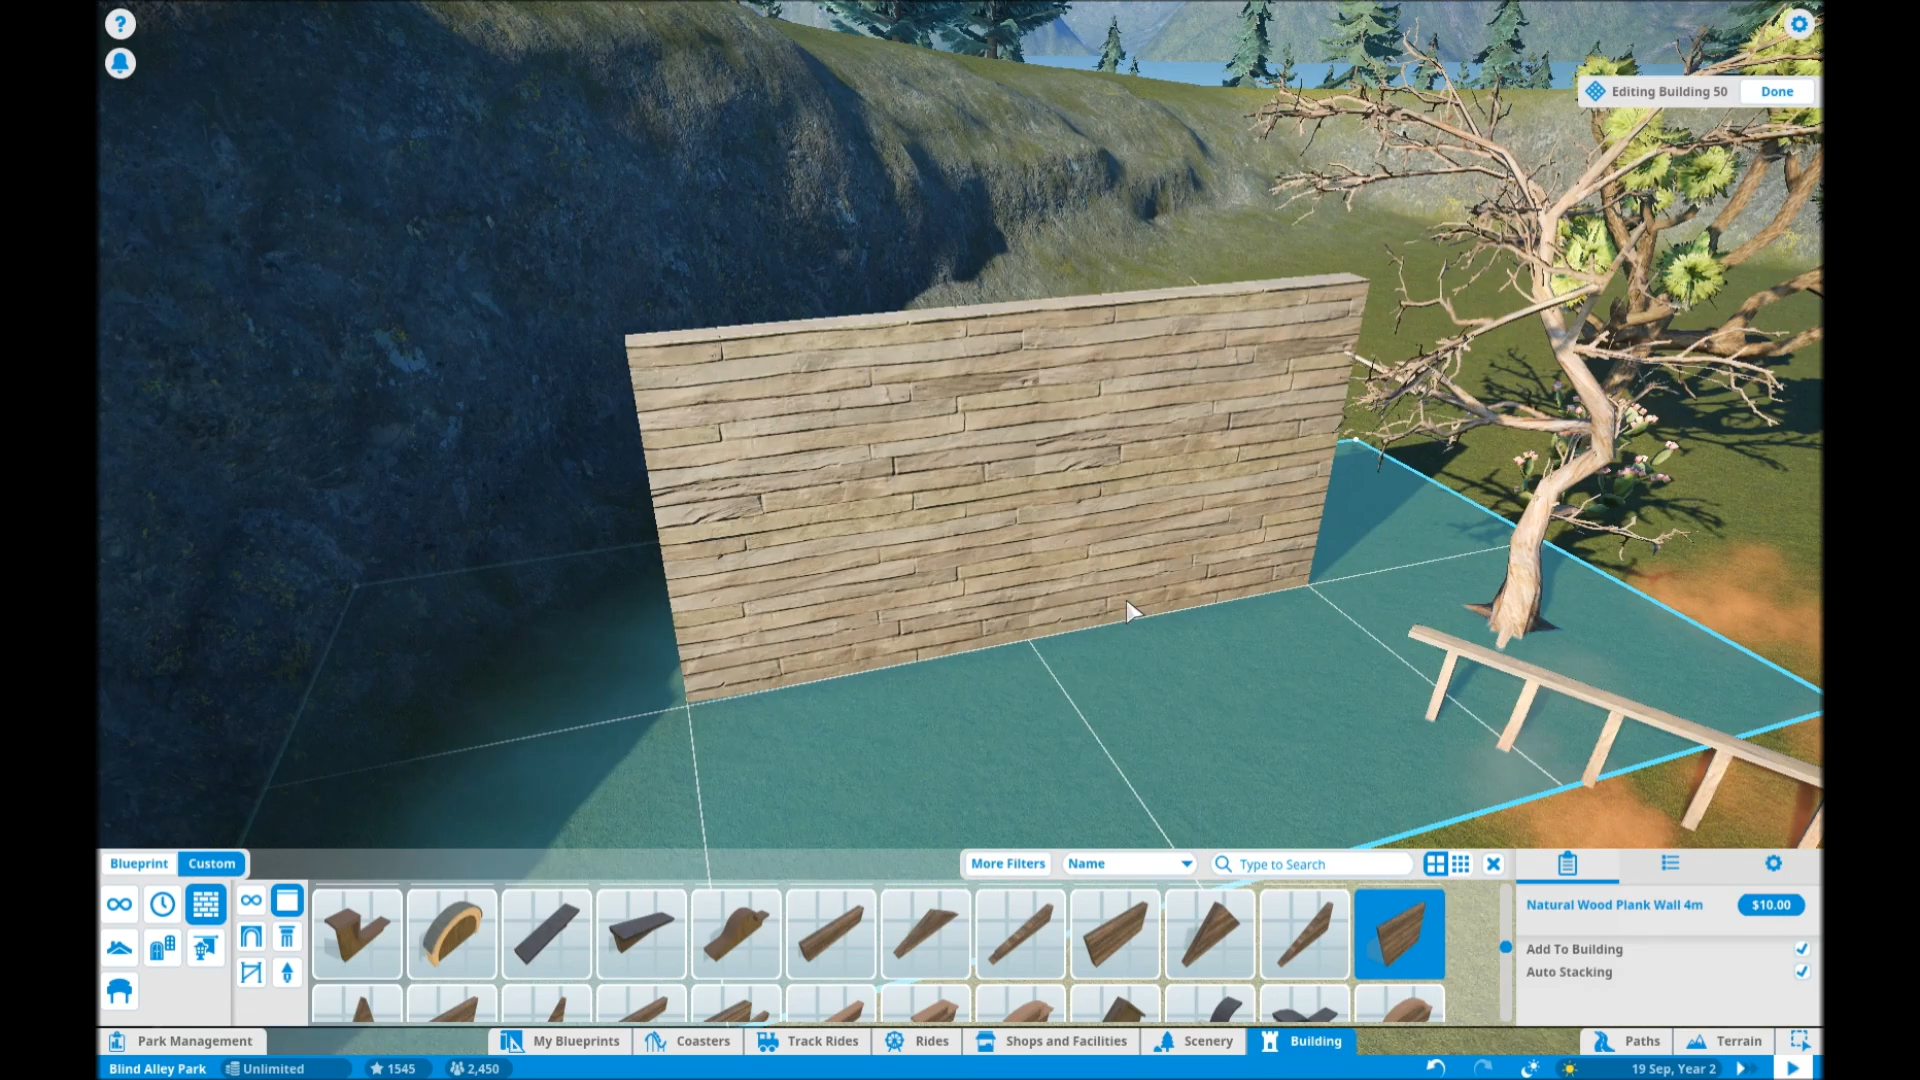 ?
Editing Building 50 Done
Blueprint Custom
More Filters Name Type to Search
Natural Wood Plank Wall 4m $10.00
Add To Building
Auto Stacking
Park Management My Blueprints Coasters Track Rides Rides Shops and Facilities Scenery Building Paths Terrain
Blind Alley Park Unlimited 1545 2,450 19 Sep, Year 2